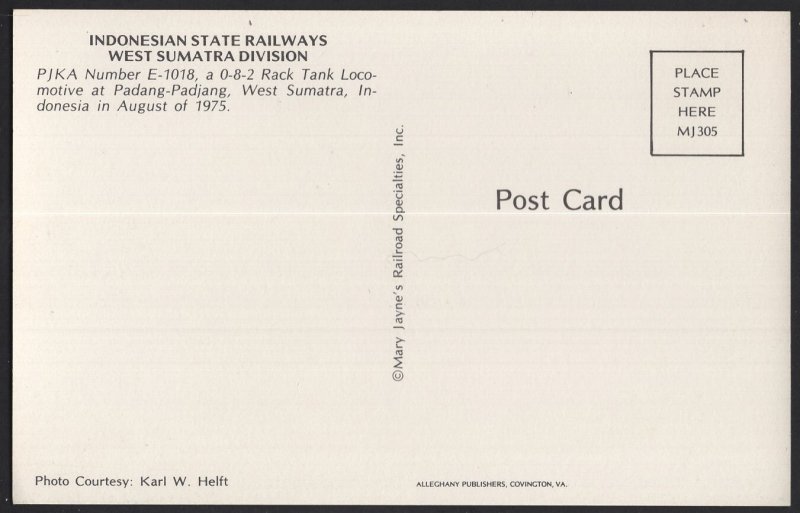 INDONESIAN STATE RAILWAYS
WEST SUMATRA DIVISION
PJKA Number E-1018, a 0-8-2 Rack Tank Loco-
motive at Padang-Padjang, West Sumatra, In-
donesia in August of 1975.
PLACE
STAMP
HERE
MJ305
Post Card
©Mary Jayne's Railroad Specialties, Inc.
Photo Courtesy: Karl W. Helft
ALLEGHANY PUBLISHERS, COVINGTON, VA.